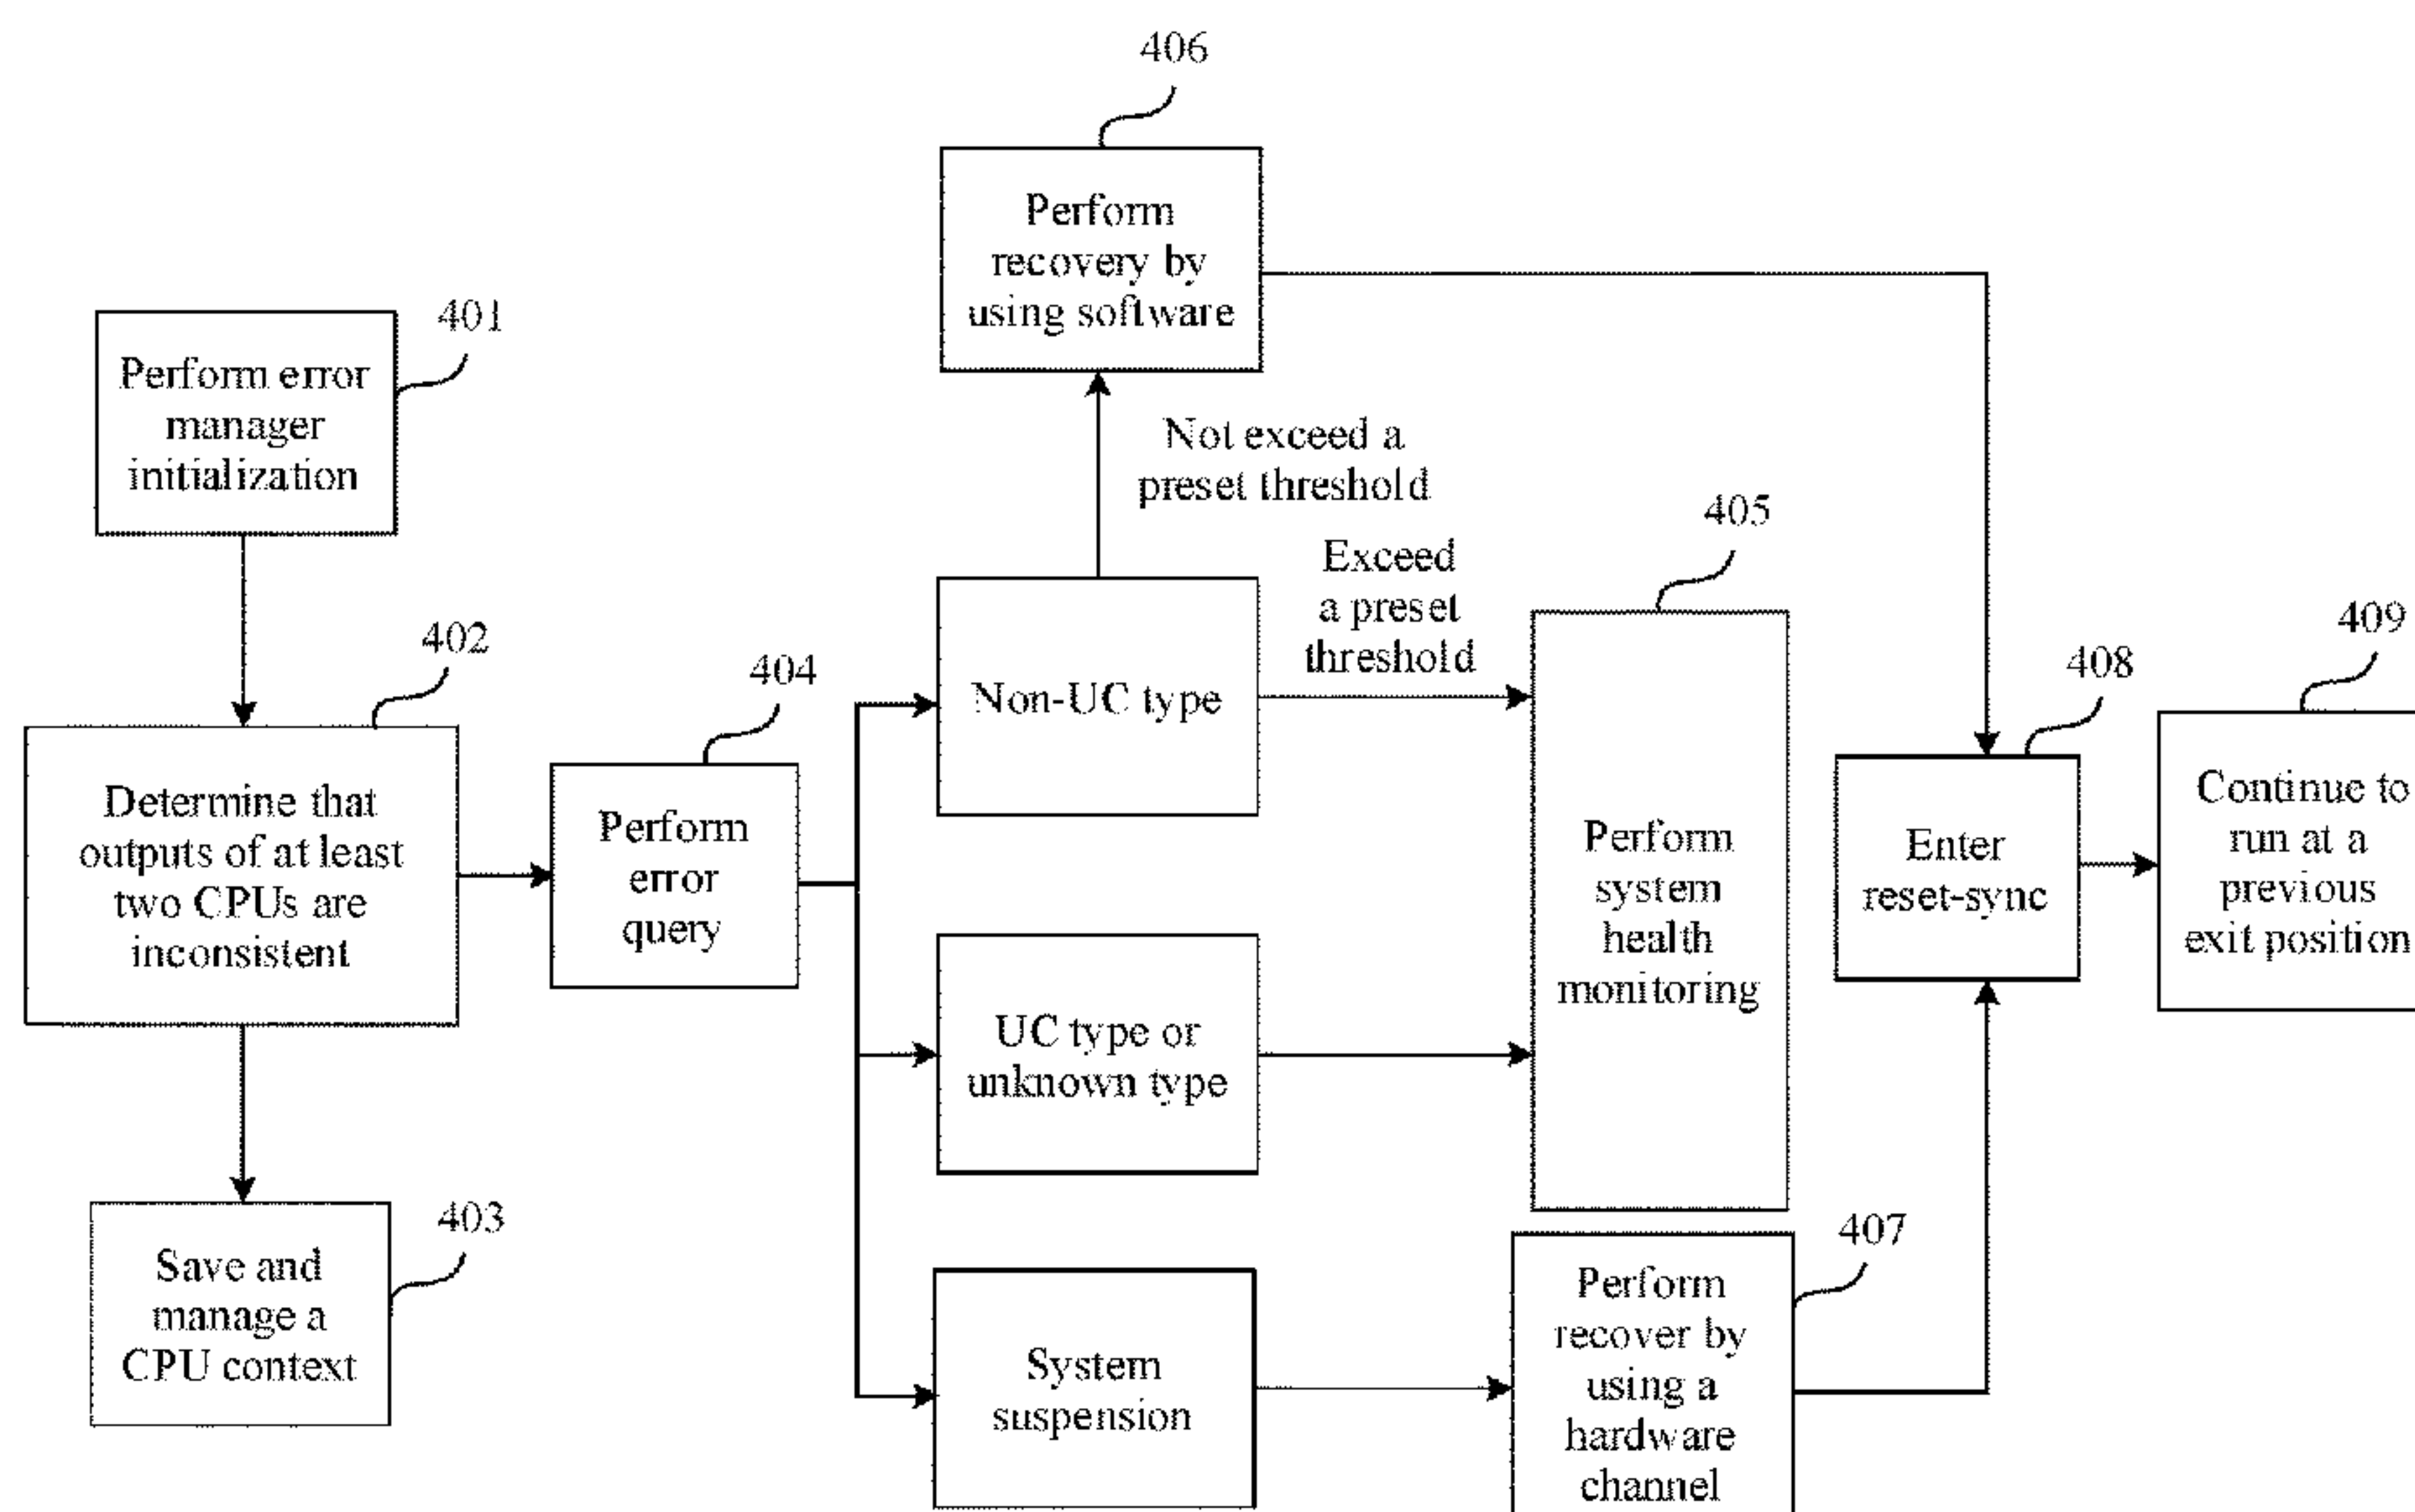 406
Perform
recovery by
using software
401
Perform error
manager
initialization
Not exceed a
preset threshold
405
Exceed
a preset
threshold
402
404
409
408
Non-UC type
Determine that
outputs of at least
two CPUs are
inconsistent
Perform
error
query
Perform
system
health
monitoring
Enter
reset-sync
Continue to
run at a
previous
exit position
UC type or
unknown type
403
407
Save and
manage a
CPU context
System
suspension
Perform
recover by
using a
hardware
channel